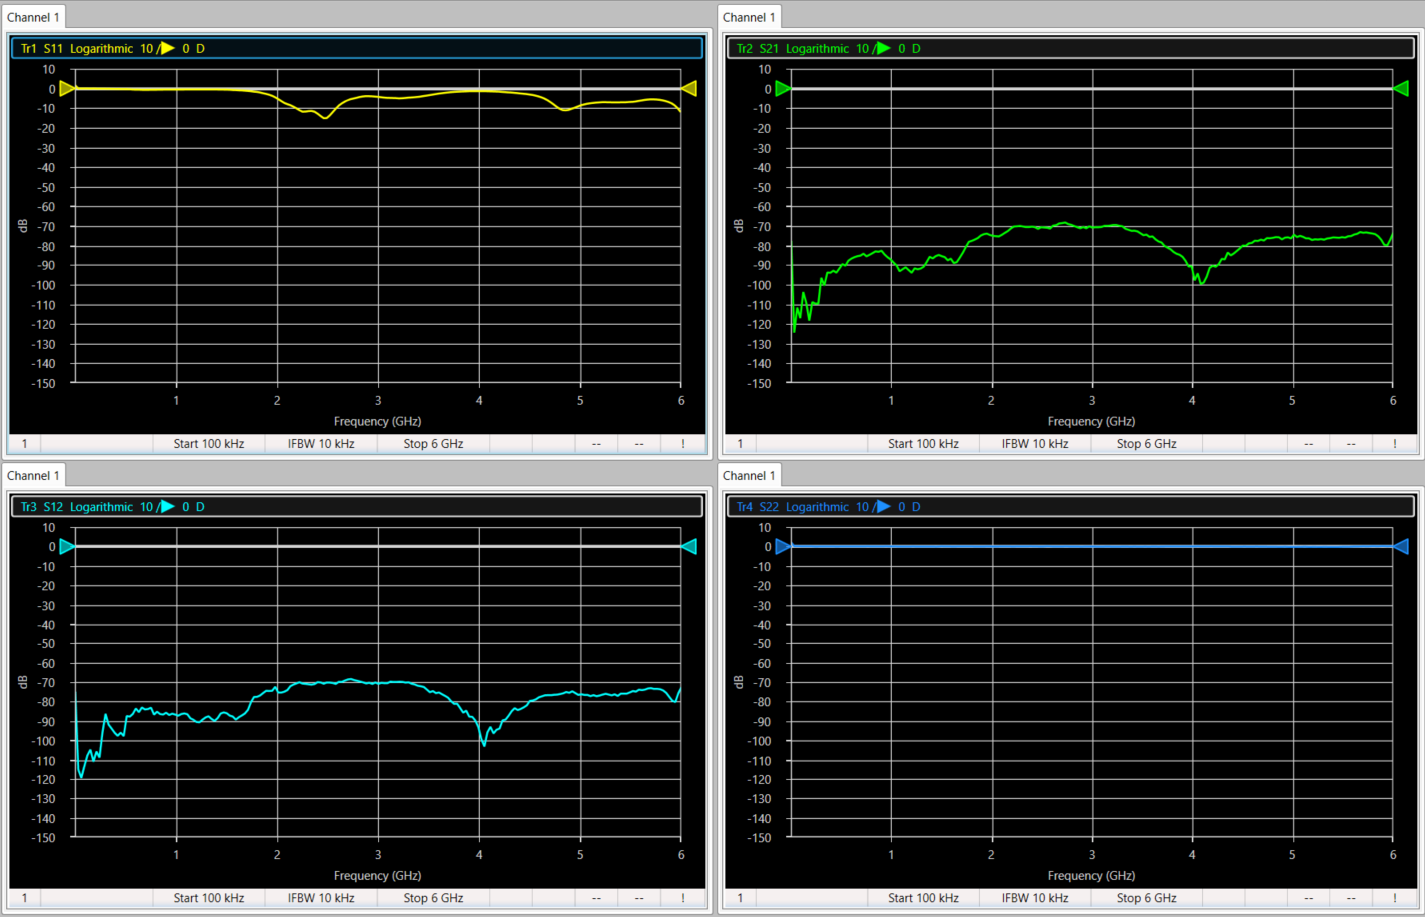 Channel 1
Tr1 S11 Logarithmic 10 / 0 D
10
0
-10
-20
-30
-40
-50
-60
-70
-80
-90
-100
-110
-120
-130
-140
-150
dB
1 2 3 4 5 6
Frequency (GHz)
1 Start 100 kHz IFBW 10 kHz Stop 6 GHz -- -- !
Channel 1
Tr2 S21 Logarithmic 10 / 0 D
10
0
-10
-20
-30
-40
-50
-60
-70
-80
-90
-100
-110
-120
-130
-140
-150
dB
1 2 3 4 5 6
Frequency (GHz)
1 Start 100 kHz IFBW 10 kHz Stop 6 GHz -- -- !
Channel 1
Tr3 S12 Logarithmic 10 / 0 D
10
0
-10
-20
-30
-40
-50
-60
-70
-80
-90
-100
-110
-120
-130
-140
-150
dB
1 2 3 4 5 6
Frequency (GHz)
1 Start 100 kHz IFBW 10 kHz Stop 6 GHz -- -- !
Channel 1
Tr4 S22 Logarithmic 10 / 0 D
10
0
-10
-20
-30
-40
-50
-60
-70
-80
-90
-100
-110
-120
-130
-140
-150
dB
1 2 3 4 5 6
Frequency (GHz)
1 Start 100 kHz IFBW 10 kHz Stop 6 GHz -- -- !